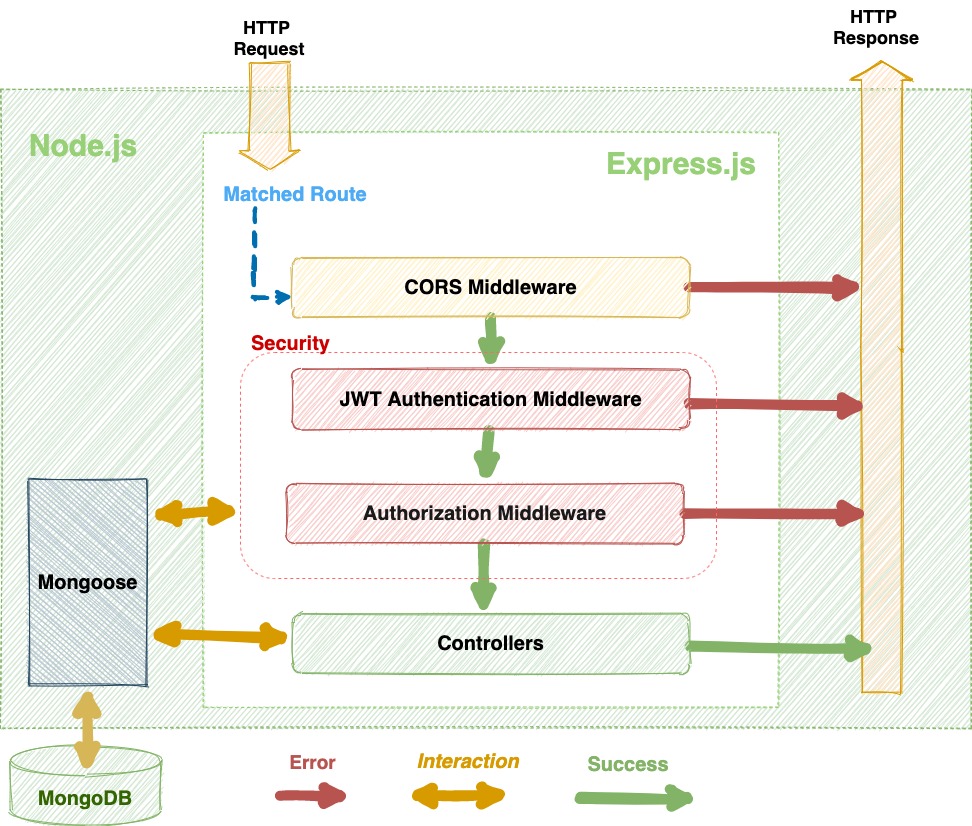 HTTP
Request
HTTP
Response
Node.js
Express.js
Matched Route
CORS Middleware
Security
JWT Authentication Middleware
Authorization Middleware
Mongoose
Controllers
MongoDB
Error
Interaction
Success